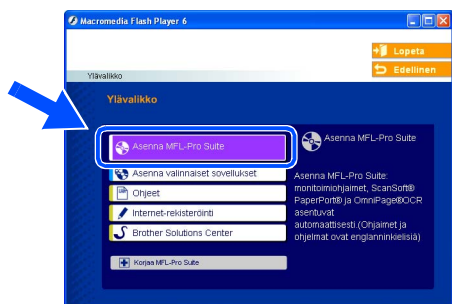 Macromedia Flash Player 6
Lopeta
Edellinen
Ylävalikko
Ylävalikko
Asenna MFL-Pro Suite
Asenna valinnaiset sovellukset
Ohjeet
Internet-rekisteröinti
Brother Solutions Center
Korjaa MFL-Pro Suite
Asenna MFL-Pro Suite
Asenna MFL-Pro Suite:
monitoimiohjaimet, ScanSoft®
PaperPort® ja OmniPage®OCR
asentuvat
automaattisesti.(Ohjaimet ja
ohjelmat ovat englanninkielisiä)